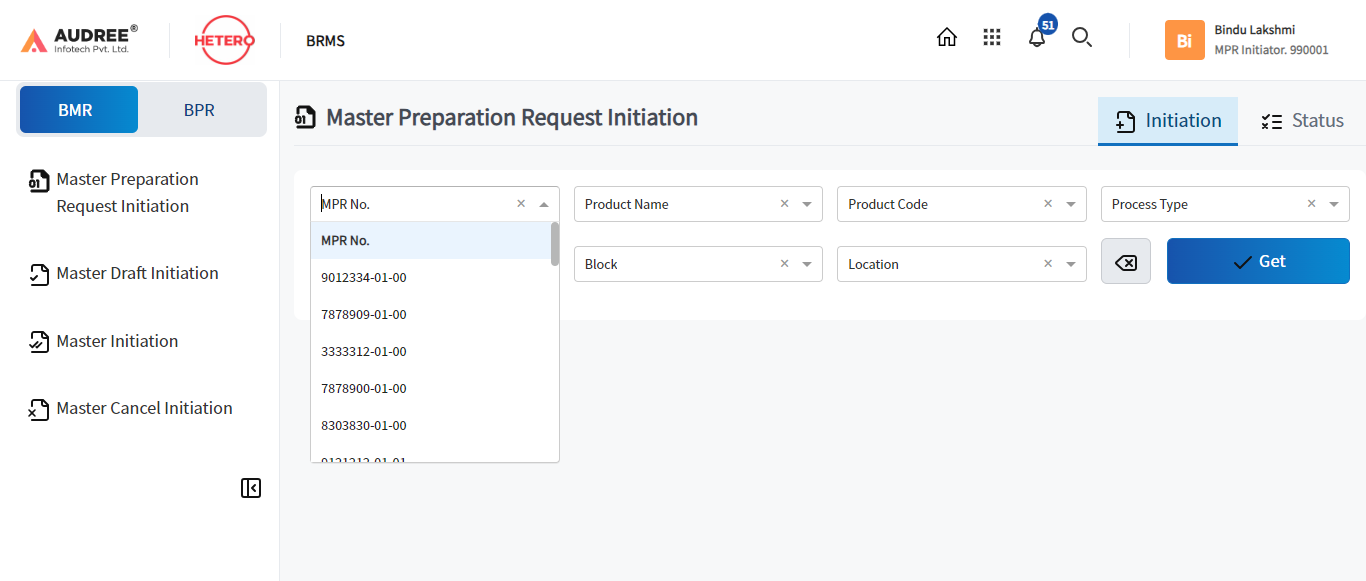 AUDREE®
Infotech Pvt. Ltd.
HETERO
BRMS
51
Bi
Bindu Lakshmi
MPR Initiator. 990001
BMR
BPR
Master Preparation
Request Initiation
Master Draft Initiation
Master Initiation
Master Cancel Initiation
01
01
Master Preparation Request Initiation
Initiation
Status
MPR No.
Product Name
Product Code
Process Type
MPR No.
9012334-01-00
7878909-01-00
3333312-01-00
7878900-01-00
8303830-01-00
Block
Location
Get